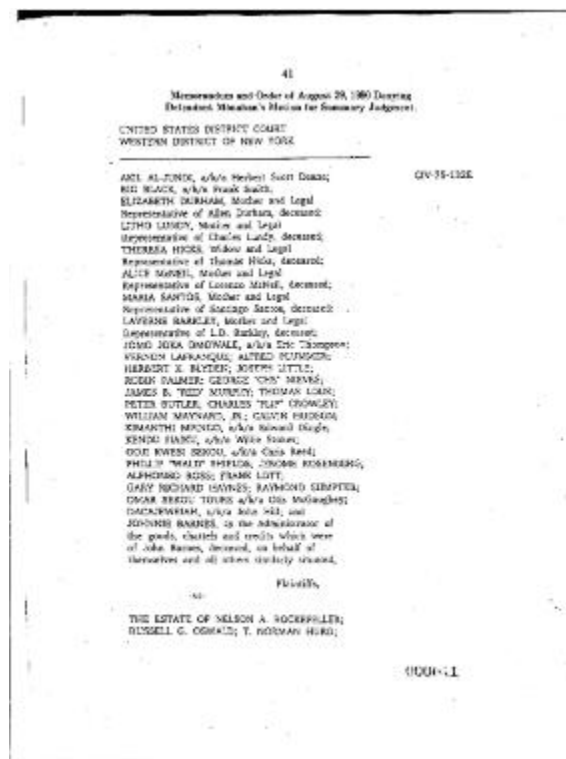 41
Memorandum and Order of August 29, 1980 Denying
Defendant Monahan's Motion for Summary Judgment.
UNITED STATES DISTRICT COURT
WESTERN DISTRICT OF NEW YORK
AKIL AL-JUNDI, a/k/a Herbert Scott Deane;
BIG BLACK, a/k/a Frank Smith;
ELIZABETH DURHAM, Mother and Legal
Representative of Allen Durham, deceased;
LITHO LUNDY, Mother and Legal
Representative of Charles Lundy, deceased;
THERESA HICKS, Widow and Legal
Representative of Thomas Hicks, deceased;
ALICE McNEIL, Mother and Legal
Representative of Lorenzo McNeil, deceased;
MARIA SANTOS, Mother and Legal
Representative of Santiago Santos, deceased;
LAVERNE BARKLEY, Mother and Legal
Representative of L.D. Barkley, deceased;
JOMO JOKA OMOWALE, a/k/a Eric Thompson;
VERNON LAFRANQUE; ALFRED PLUMMER;
HERBERT X. BLYDEN; JOSEPH LITTLE;
ROBIN PALMER; GEORGE "CHE" NIEVES;
JAMES B. "RED" MURPHY; THOMAS LOUK;
PETER BUTLER; CHARLES "FLIP" CROWLEY;
WILLIAM MAYNARD, JR.; CALVIN HUDSON;
KIMANTHI MPINGO, a/k/a Edward Dingle;
KENDU a/k/a Willie Stokes;
KWESI SEKOU, a/k/a Chris Reed;
PHILLIP "WALD" SHIELDS; JEROME ROSENBERG;
ALPHONSO ROSS; FRANK LOTT;
GARY RICHARD HAYNES; RAYMOND SUMPTER;
OMAR SEKOU TOURE a/k/a Otis McGaughey;
DACAJEWEIAH, a/k/a John Hill; and
JOHNNIE BARNES, as the Administrator of
the goods, chattels and credits which were
of John Barnes, deceased, on behalf of
themselves and all others similarly situated,
Plaintiffs,
-vs-
THE ESTATE OF NELSON A. ROCKEFELLER;
RUSSELL G. OSWALD; T. NORMAN HURD;
CIV-75-132E